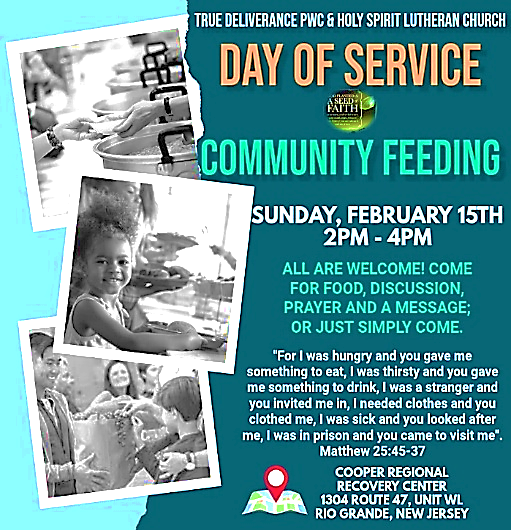 TRUE DELIVERANCE PWC & HOLY SPIRIT LUTHERAN CHURCH
DAY OF SERVICE
A SEED of
FAITH
COMMUNITY FEEDING
SUNDAY, FEBRUARY 15TH
2PM - 4PM
ALL ARE WELCOME! COME
FOR FOOD, DISCUSSION,
PRAYER AND A MESSAGE;
OR JUST SIMPLY COME.
"For I was hungry and you gave me
something to eat, I was thirsty and you gave
me something to drink, I was a stranger and
you invited me in, I needed clothes and you
clothed me, I was sick and you looked after
me, I was in prison and you came to visit me".
Matthew 25:45-37
COOPER REGIONAL
RECOVERY CENTER
1304 ROUTE 47, UNIT WL
RIO GRANDE, NEW JERSEY